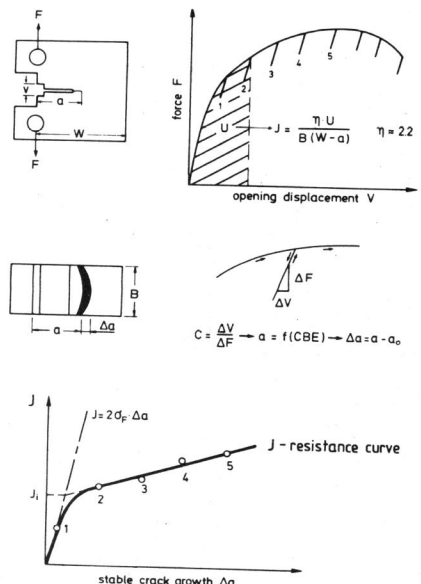 F
V
a
W
F
force F
1
2
3
4
5
U
J = η·U / B(W-a)
η = 2.2
opening displacement V
B
a
Δa
ΔF
ΔV
C = ΔV/ΔF → a = f(CBE) → Δa = a - a₀
J
J = 2σF·Δa
J - resistance curve
Ji
1
2
3
4
5
stable crack growth Δa